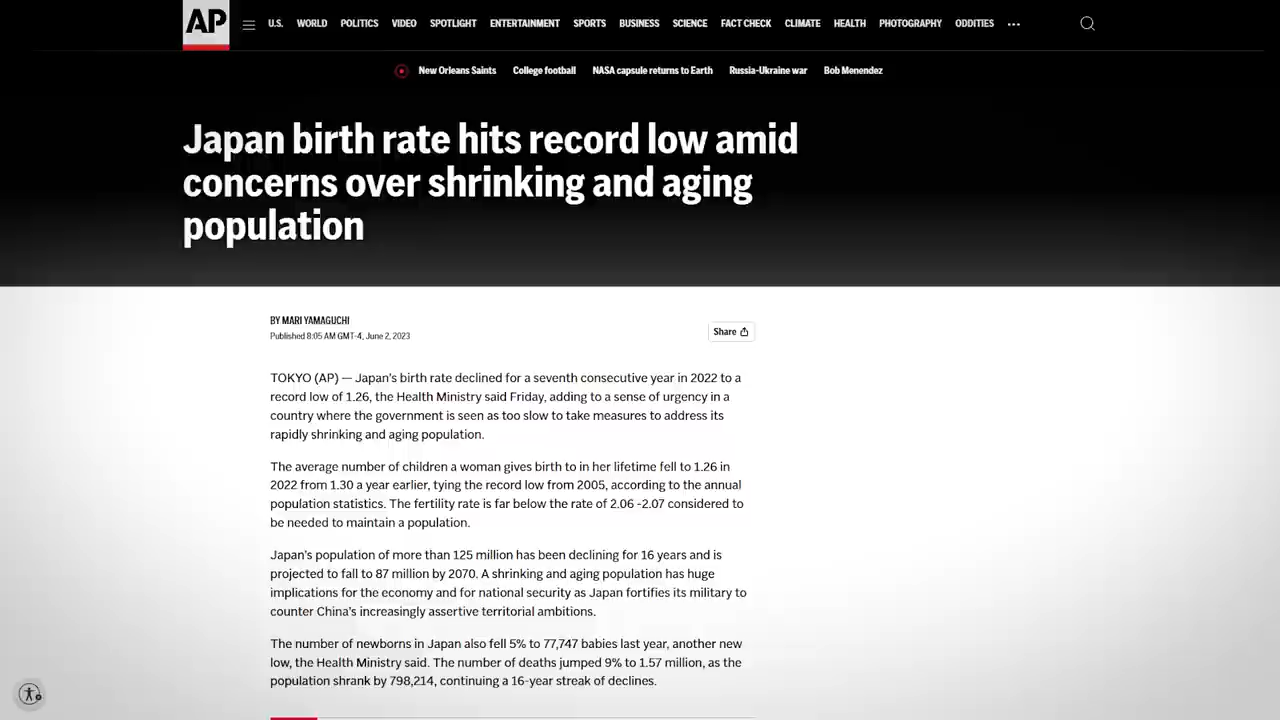 AP
U.S. WORLD POLITICS VIDEO SPOTLIGHT ENTERTAINMENT SPORTS BUSINESS SCIENCE FACT CHECK CLIMATE HEALTH PHOTOGRAPHY ODDITIES
New Orleans Saints College football NASA capsule returns to Earth Russia-Ukraine war Bob Menendez
Japan birth rate hits record low amid
concerns over shrinking and aging
population
BY MARI YAMAGUCHI
Published 8:05 AM GMT-4, June 2, 2023
Share
TOKYO (AP) — Japan's birth rate declined for a seventh consecutive year in 2022 to a
record low of 1.26, the Health Ministry said Friday, adding to a sense of urgency in a
country where the government is seen as too slow to take measures to address its
rapidly shrinking and aging population.
The average number of children a woman gives birth to in her lifetime fell to 1.26 in
2022 from 1.30 a year earlier, tying the record low from 2005, according to the annual
population statistics. The fertility rate is far below the rate of 2.06 -2.07 considered to
be needed to maintain a population.
Japan's population of more than 125 million has been declining for 16 years and is
projected to fall to 87 million by 2070. A shrinking and aging population has huge
implications for the economy and for national security as Japan fortifies its military to
counter China's increasingly assertive territorial ambitions.
The number of newborns in Japan also fell 5% to 77,747 babies last year, another new
low, the Health Ministry said. The number of deaths jumped 9% to 1.57 million, as the
population shrank by 798,214, continuing a 16-year streak of declines.